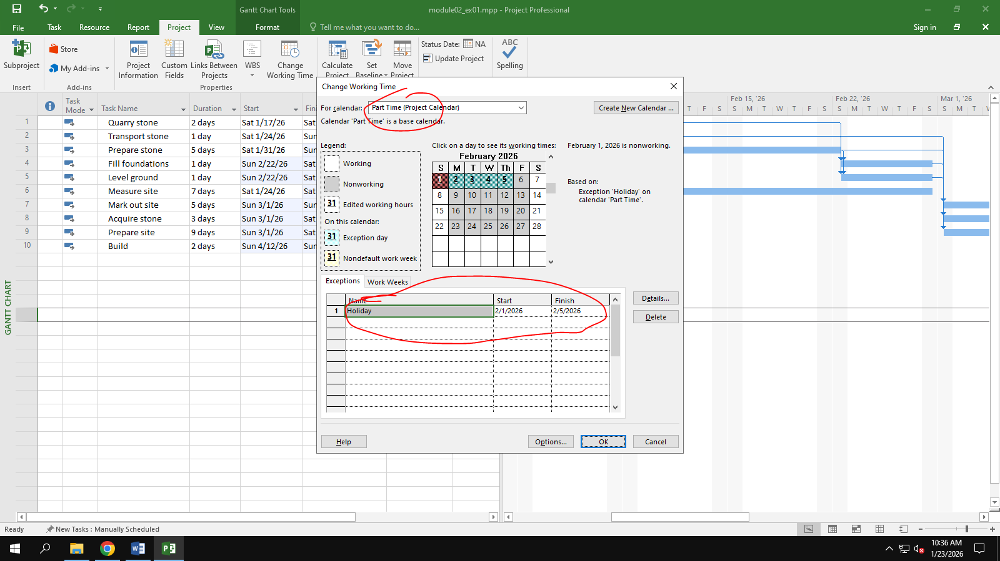 Gantt Chart Tools
module02_ex01.mpp - Project Professional
File Task Resource Report Project View Format Tell me what you want to do... Sign in
Subproject
Insert
Store
My Add-ins
Add-ins
Project Information
Custom Fields
Links Between Projects
WBS
Change Working Time
Properties
Calculate Project
Set Baseline
Move Project
Status Date: NA
Update Project
ABC
Spelling
Task Mode Task Name Duration Start
1 Quarry stone 2 days Sat 1/17/26 Sat
2 Transport stone 1 day Sat 1/24/26
3 Prepare stone 5 days Sat 1/31/26 Sat
4 Fill foundations 1 day Sun 2/22/26 Sat
5 Level ground 1 day Sun 2/22/26 Sat
6 Measure site 7 days Sat 1/24/26 Sat
7 Mark out site 5 days Sun 3/1/26 Sat
8 Acquire stone 3 days Sun 3/1/26 Sat
9 Prepare site 9 days Sun 3/1/26 Sat
10 Build 2 days Sun 4/12/26
GANTT CHART
Change Working Time
For calendar: Part Time (Project Calendar) Create New Calendar ...
Calendar 'Part Time' is a base calendar.
Legend:
Working
Nonworking
31 Edited working hours
On this calendar:
31 Exception day
31 Nondefault work week
Click on a day to see its working times:
February 2026
S M T W Th F S
1 2 3 4 5 6 7
8 9 10 11 12 13 14
15 16 17 18 19 20 21
22 23 24 25 26 27 28
February 1, 2026 is nonworking.
Based on:
Exception 'Holiday' on
calendar 'Part Time'.
Exceptions Work Weeks
Name Start Finish
1 Holiday 2/1/2026 2/5/2026
Details...
Delete
Help Options... OK Cancel
Feb 15, '26 Feb 22, '26 Mar 1, '26
T F S S M T W T F S S M T W T F S S M T
Ready New Tasks : Manually Scheduled
10:36 AM
1/23/2026